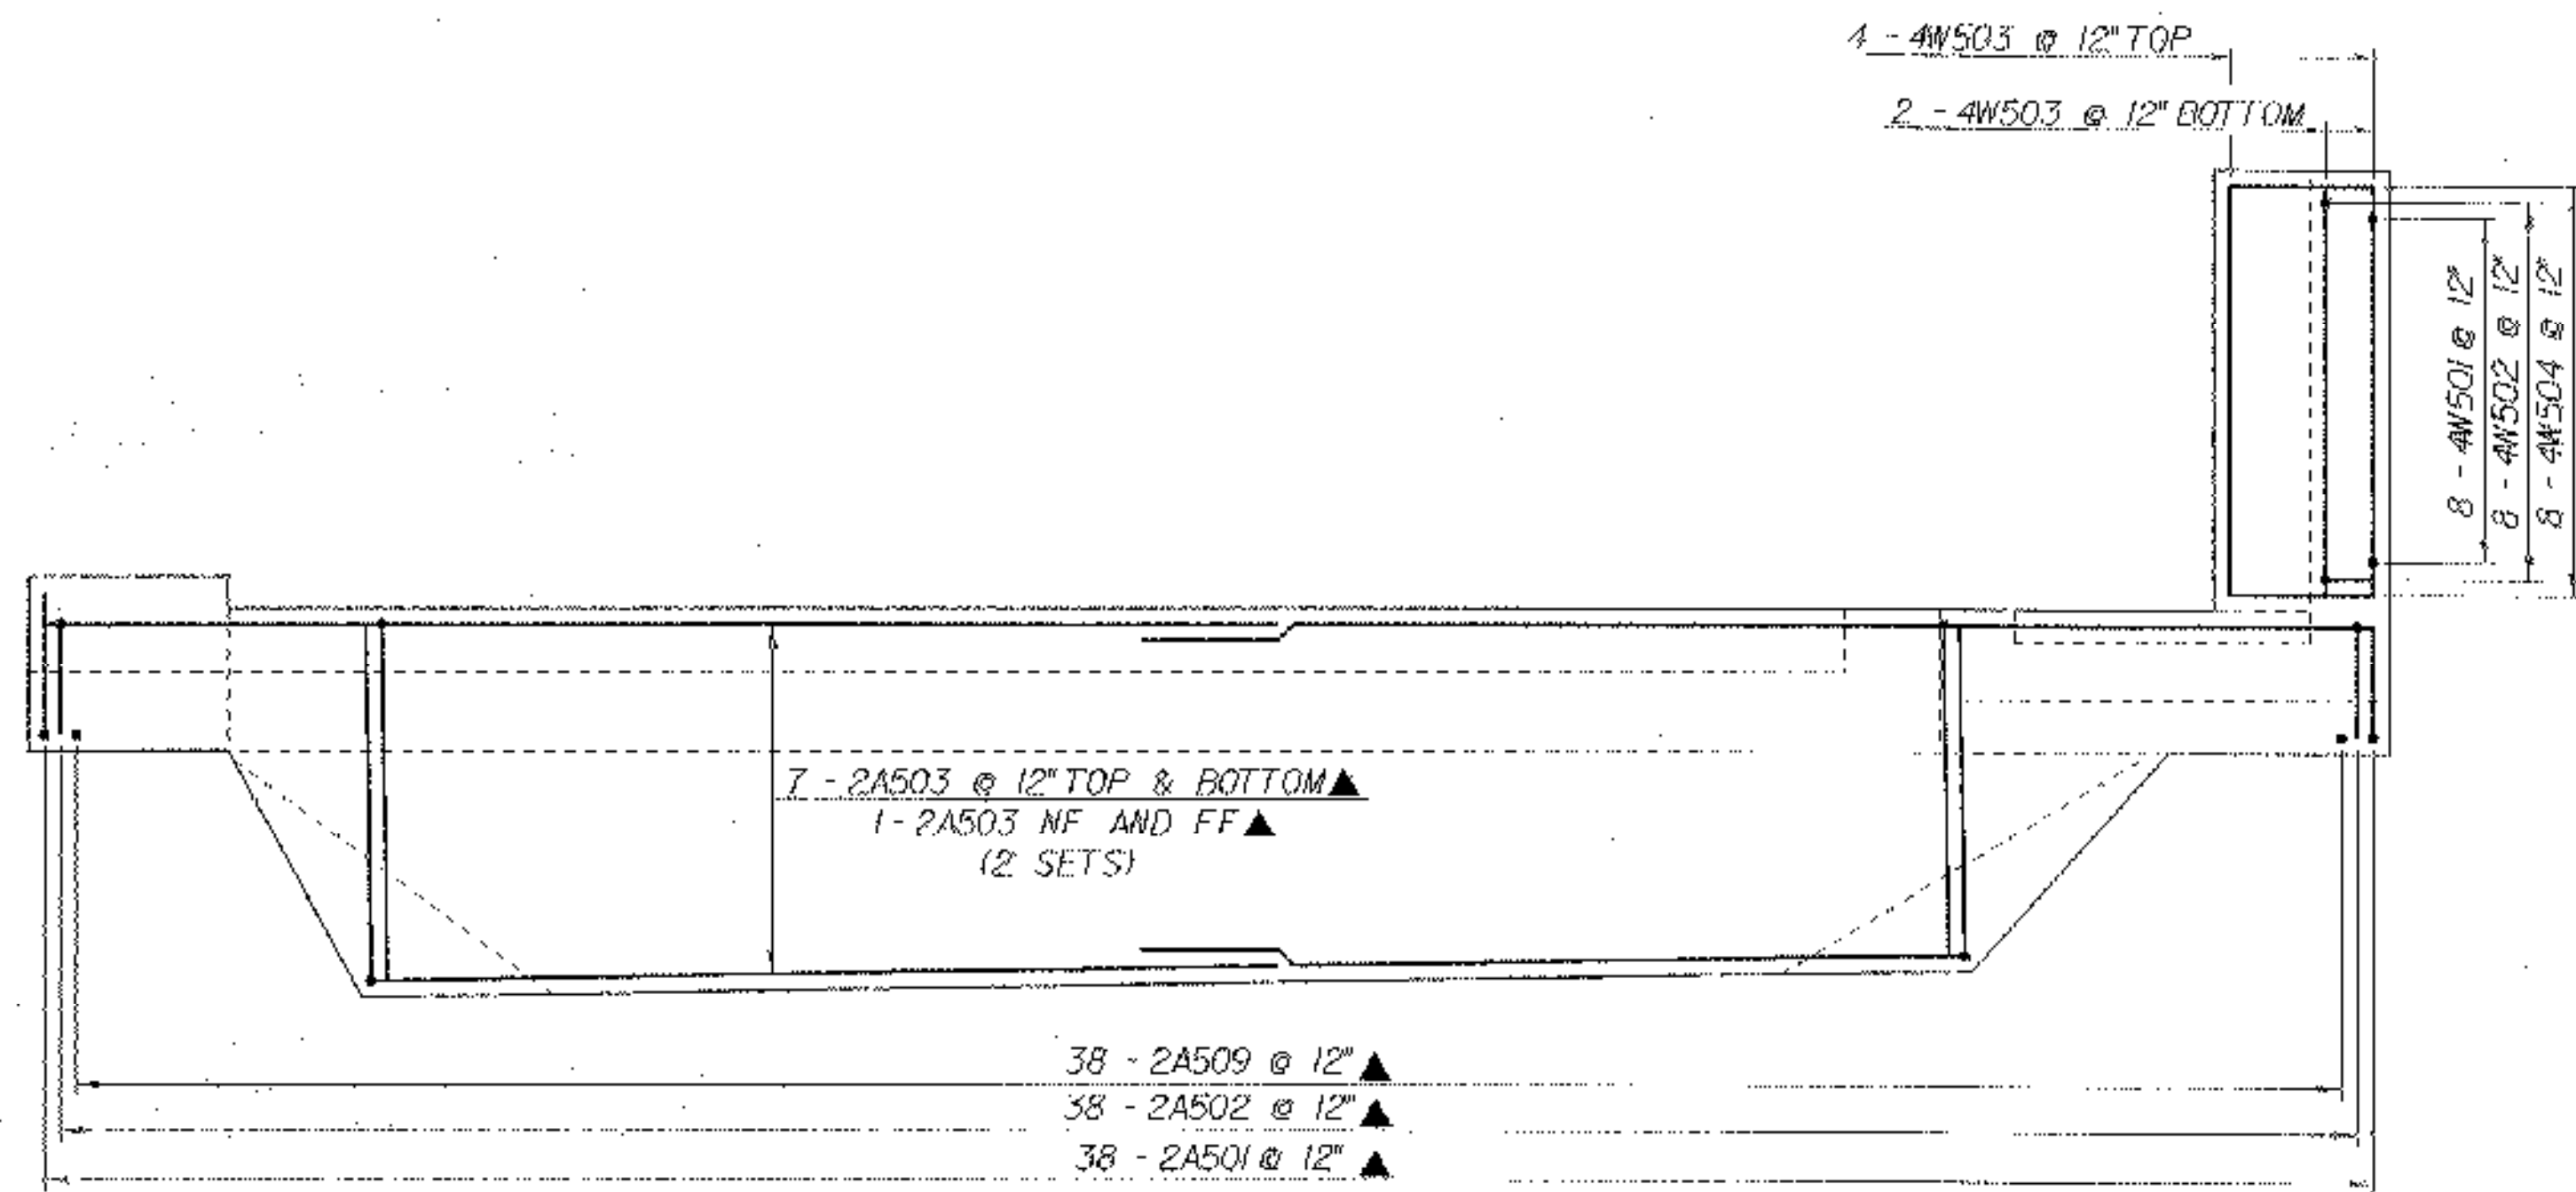 4 - 4W503 @ 12" TOP
2 - 4W503 @ 12" BOTTOM
8 - 4W501 @ 12"
8 - 4W502 @ 12"
8 - 4W504 @ 12"
7 - 2A503 @ 12" TOP & BOTTOM▲
1 - 2A503 NF AND FF▲
(2 SETS)
38 - 2A509 @ 12"▲
38 - 2A502 @ 12"▲
38 - 2A501 @ 12"▲